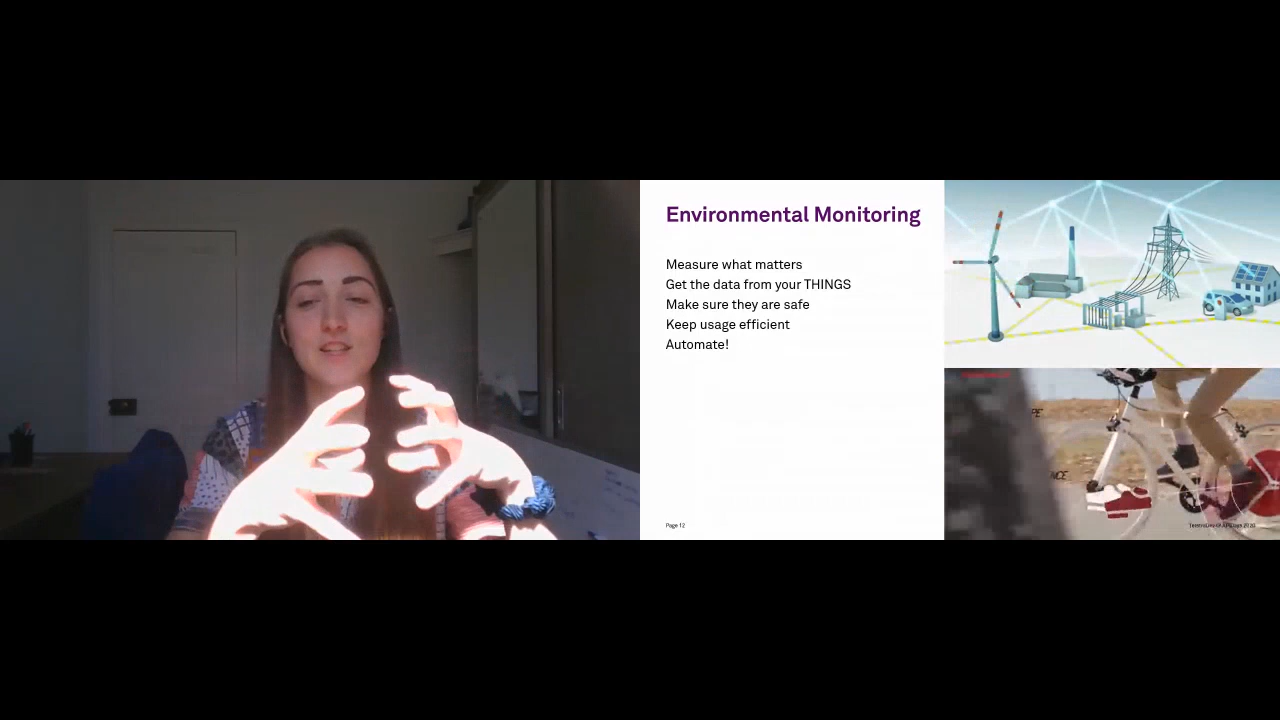 Environmental Monitoring
Measure what matters
Get the data from your THINGS
Make sure they are safe
Keep usage efficient
Automate!
Page 12